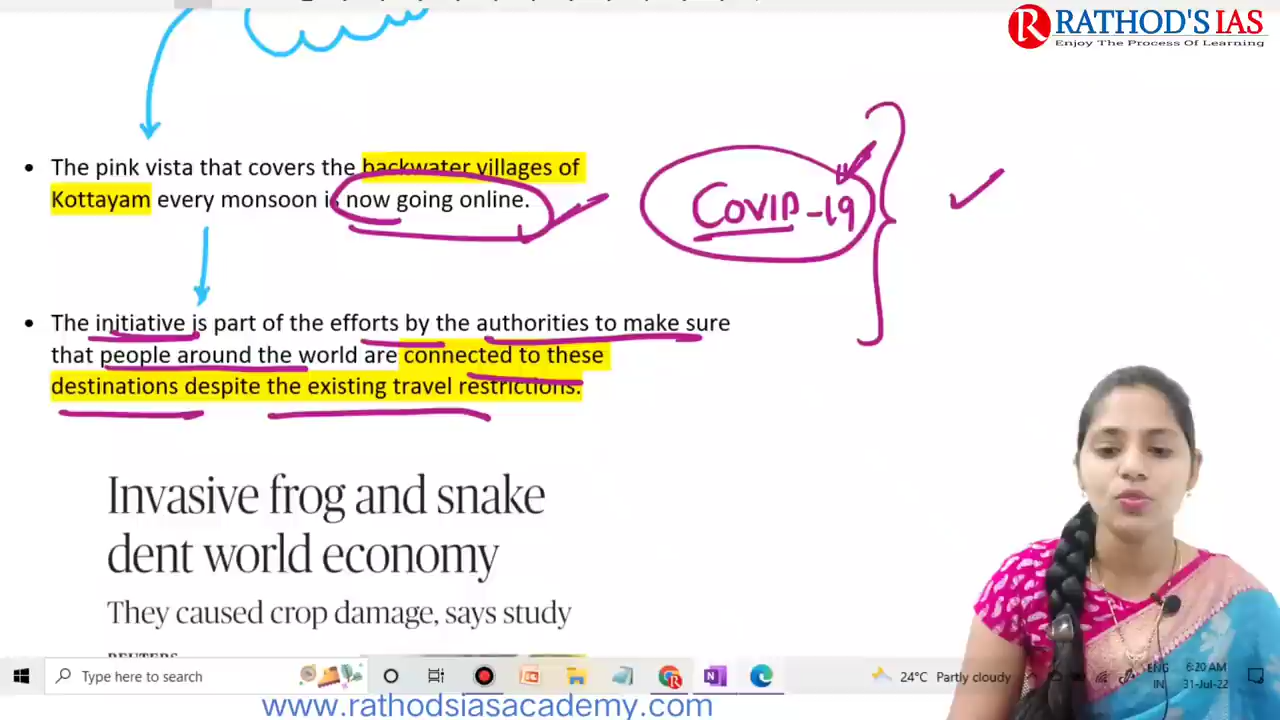 RATHOD'S IAS
Enjoy The Process Of Learning
• The pink vista that covers the backwater villages of
Kottayam every monsoon is now going online.
COVID-19
• The initiative is part of the efforts by the authorities to make sure
that people around the world are connected to these
destinations despite the existing travel restrictions.
Invasive frog and snake
dent world economy
They caused crop damage, says study
REUTERS
Type here to search
24°C Partly cloudy
ENG
IN
6:20 AM
31-Jul-22
www.rathodsiasacademy.com